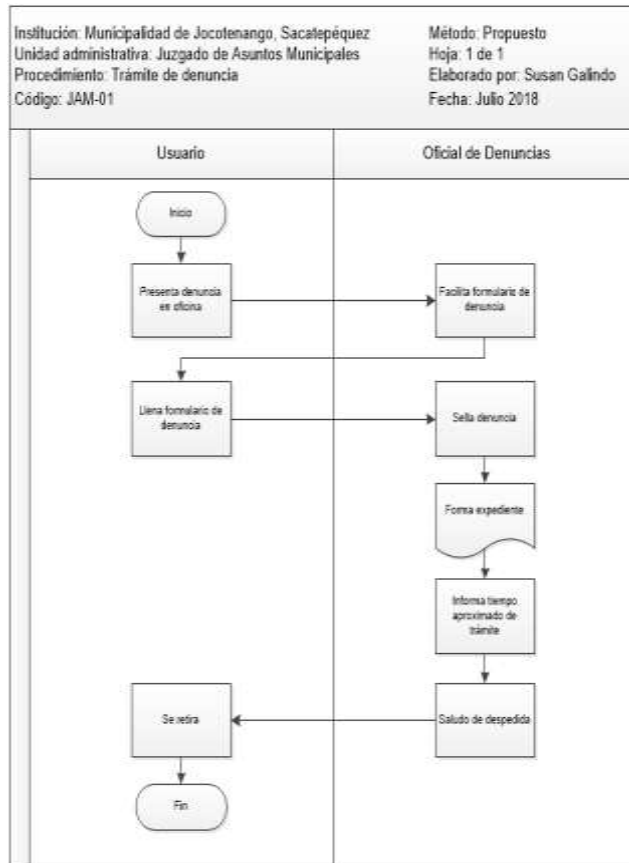 Institución: Municipalidad de Jocotenango, Sacatepéquez
Unidad administrativa: Juzgado de Asuntos Municipales
Procedimiento: Trámite de denuncia
Código: JAM-01
Método: Propuesto
Hoja: 1 de 1
Elaborado por: Susan Galindo
Fecha: Julio 2018
Usuario
Oficial de Denuncias
Inicio
Presenta denuncia
en oficina
Facilita formulario de
denuncia
Llena formulario de
denuncia
Sella denuncia
Forma expediente
Informa tiempo
aproximado de
trámite
Saludo de despedida
Se retira
Fin